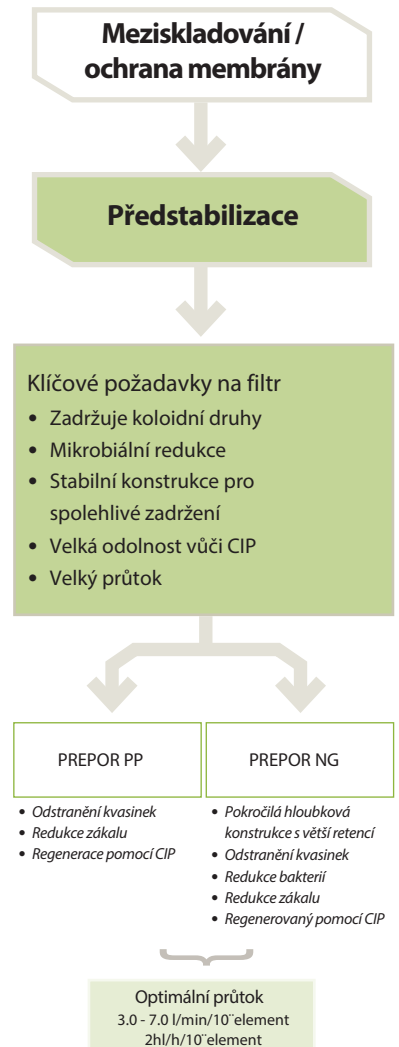 Meziskladování /
ochrana membrány
Předstabilizace
Klíčové požadavky na filtr
• Zadržuje koloidní druhy
• Mikrobiální redukce
• Stabilní konstrukce pro
spolehlivé zadržení
• Velká odolnost vůči CIP
• Velký průtok
PREPOR PP
• Odstranění kvasinek
• Redukce zákalu
• Regenerace pomocí CIP
PREPOR NG
• Pokročilá hloubková
konstrukce s větší retencí
• Odstranění kvasinek
• Redukce bakterií
• Redukce zákalu
• Regenerovaný pomocí CIP
Optimální průtok
3.0 - 7.0 l/min/10¨element
2hl/h/10¨element